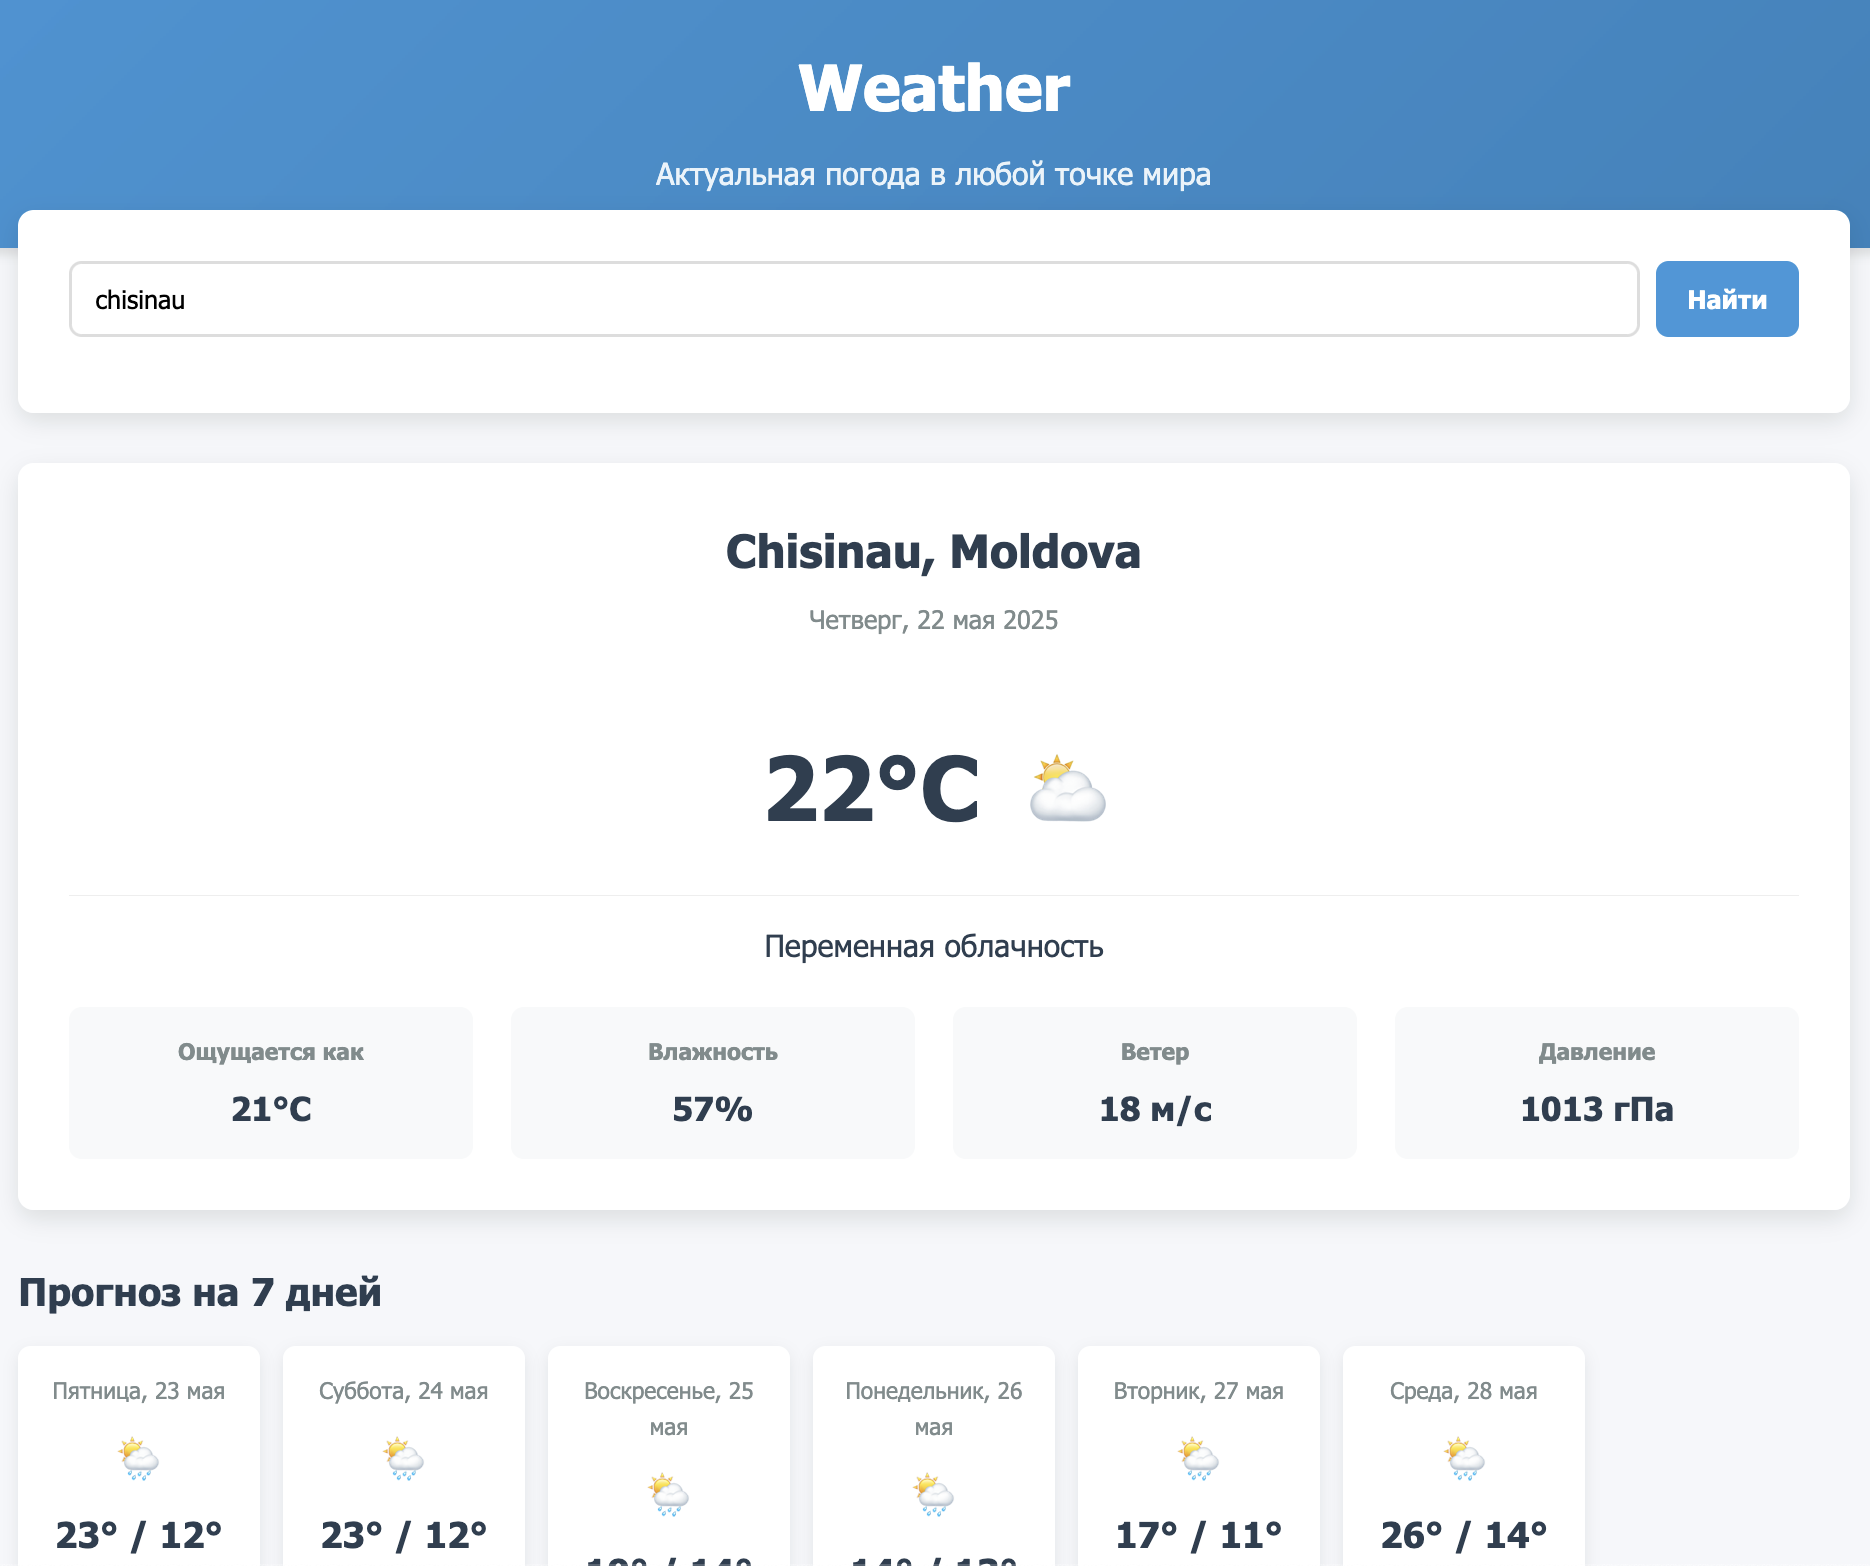 Weather
Актуальная погода в любой точке мира
chisinau
Найти
Chisinau, Moldova
Четверг, 22 мая 2025
22°C
Переменная облачность
Ощущается как
21°C
Влажность
57%
Ветер
18 м/с
Давление
1013 гПа
Прогноз на 7 дней
Пятница, 23 мая
23° / 12°
Суббота, 24 мая
23° / 12°
Воскресенье, 25
мая
Понедельник, 26
мая
Вторник, 27 мая
17° / 11°
Среда, 28 мая
26° / 14°